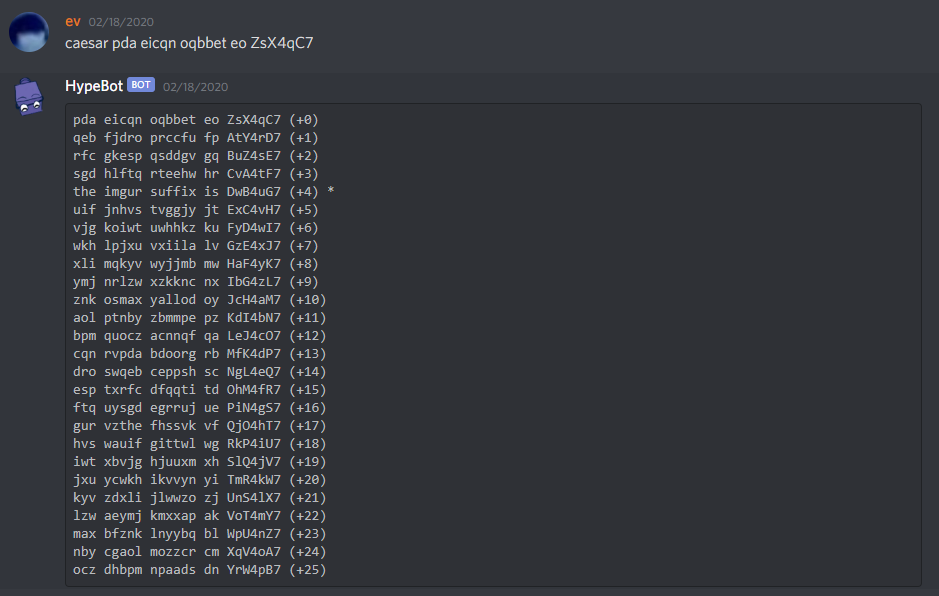 ev 02/18/2020
caesar pda eicqn oqbbet eo ZsX4qC7
HypeBot BOT 02/18/2020
pda eicqn oqbbet eo ZsX4qC7 (+0)
qeb fjdro prccfu fp AtY4rD7 (+1)
rfc gkesp qsddgv gq BuZ4sE7 (+2)
sgd hlftq rteehw hr CvA4tF7 (+3)
the imgur suffix is DwB4uG7 (+4) *
uif jnhvs tvggjy jt ExC4vH7 (+5)
vjg koiwt uwhhkz ku FyD4wI7 (+6)
wkh lpjxu vxiila lv GzE4xJ7 (+7)
xli mqkyv wyjjmb mw HaF4yK7 (+8)
ymj nrlzw xzkknc nx IbG4zL7 (+9)
znk osmax yallod oy JcH4aM7 (+10)
aol ptnby zbmmpe pz KdI4bN7 (+11)
bpm quocz acnnqf qa LeJ4cO7 (+12)
cqn rvpda bdoorg rb MfK4dP7 (+13)
dro swqeb ceppsh sc NgL4eQ7 (+14)
esp txrfc dfqqti td OhM4fR7 (+15)
ftq uysgd egrruj ue PiN4gS7 (+16)
gur vzthe fhssvk vf QjO4hT7 (+17)
hvs wauif gittwl wg RkP4iU7 (+18)
iwt xbvjg hjuuxm xh SlQ4jV7 (+19)
jxu ycwkh ikvvyn yi TmR4kW7 (+20)
kyv zdxli jlwwzo zj UnS4lX7 (+21)
lzw aeymj kmxxap ak VoT4mY7 (+22)
max bfznk lnyybq bl WpU4nZ7 (+23)
nby cgaol mozzcr cm XqV4oA7 (+24)
ocz dhbpm npaads dn YrW4pB7 (+25)